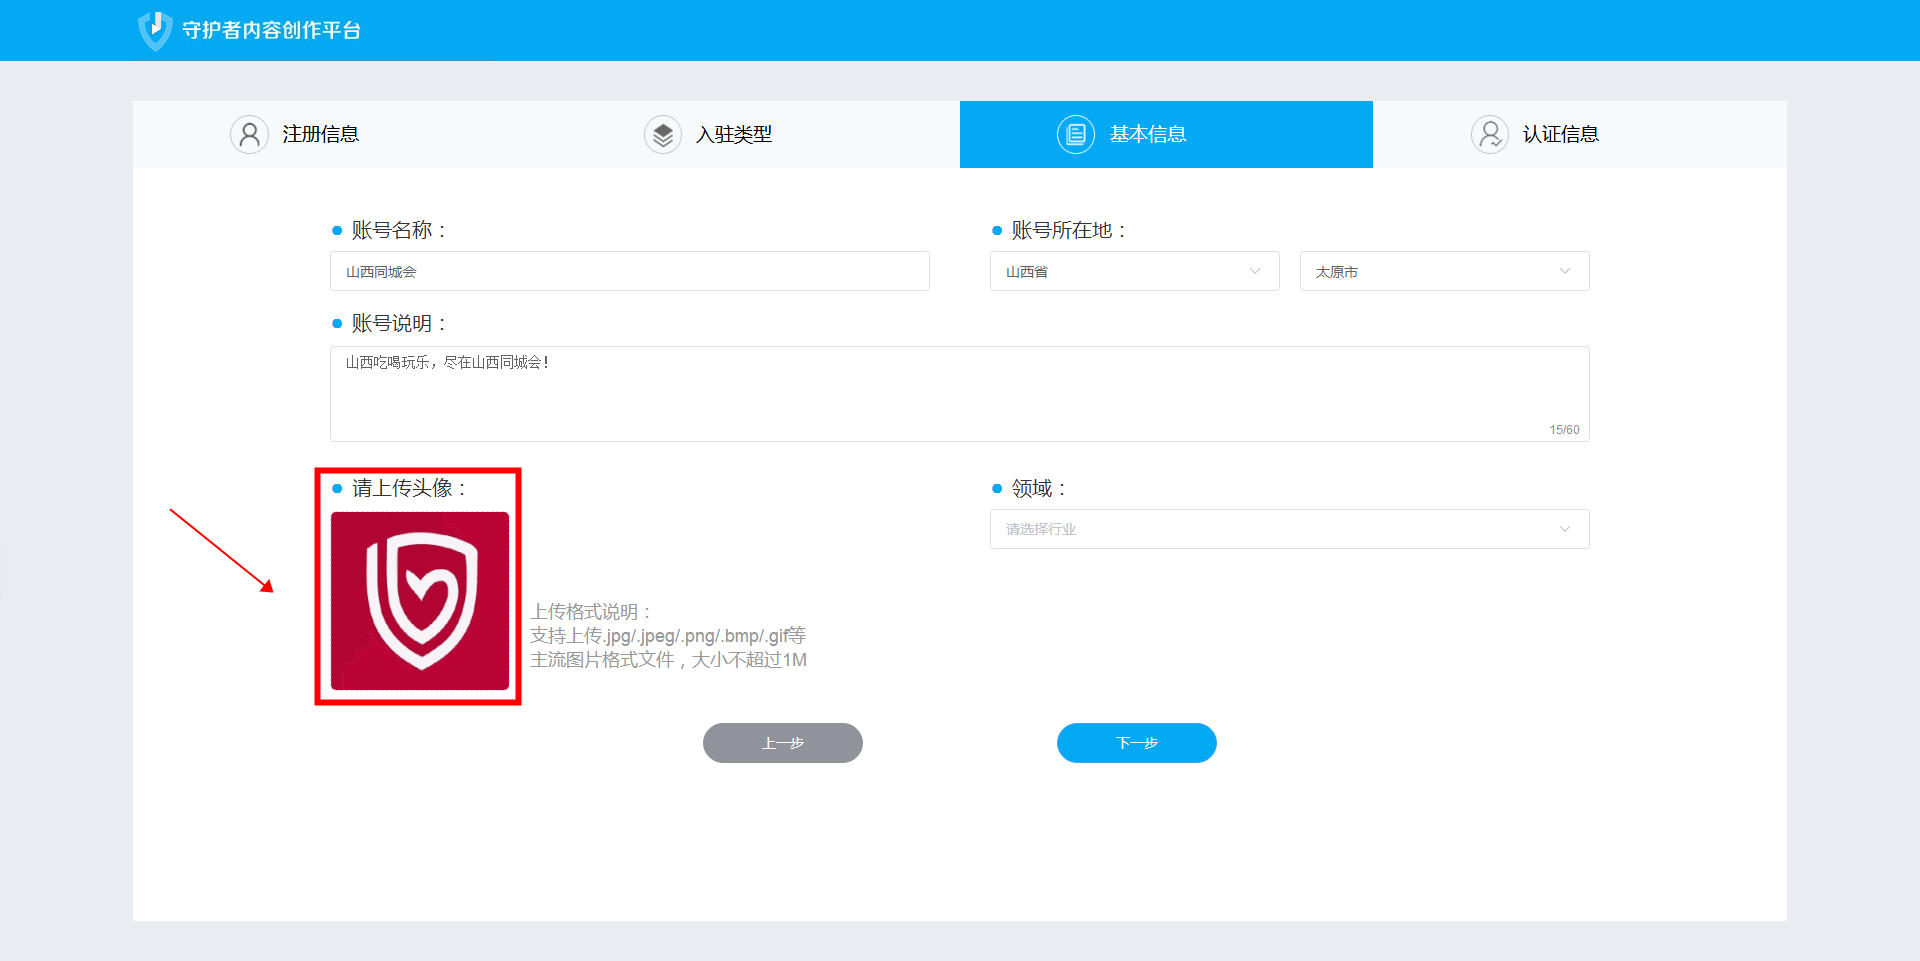 守护者内容创作平台
注册信息
入驻类型
基本信息
认证信息
账号名称：
账号所在地：
山西同城会
山西省
太原市
账号说明：
山西吃喝玩乐，尽在山西同城会！
15/60
请上传头像：
领域：
请选择行业
上传格式说明：
支持上传.jpg/.jpeg/.png/.bmp/.gif等
主流图片格式文件，大小不超过1M
上一步
下一步